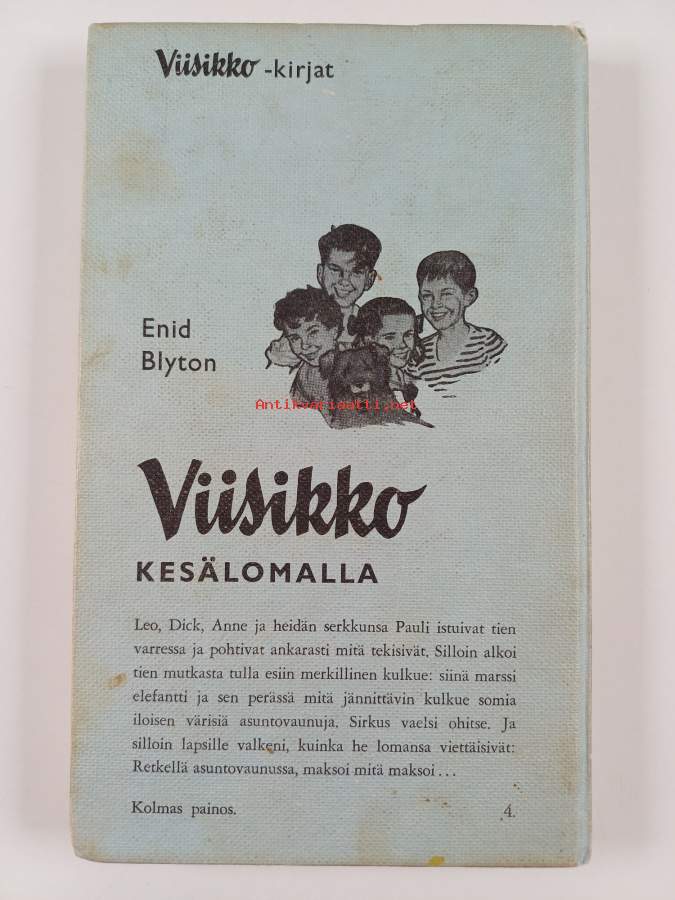 Viisikko -kirjat
Enid
Blyton
Antikvariaatti.net
Viisikko
KESÄLOMALLA
Leo, Dick, Anne ja heidän serkkunsa Pauli istuivat tien
varressa ja pohtivat ankarasti mitä tekisivät. Silloin alkoi
tien mutkasta tulla esiin merkillinen kulkue: siinä marssi
elefantti ja sen perässä mitä jännittävin kulkue somia
iloisen värisiä asuntovaunuja. Sirkus vaelsi ohitse. Ja
silloin lapsille valkeni, kuinka he lomansa viettäisivät:
Retkellä asuntovaunussa, maksoi mitä maksoi...
Kolmas painos. 4.